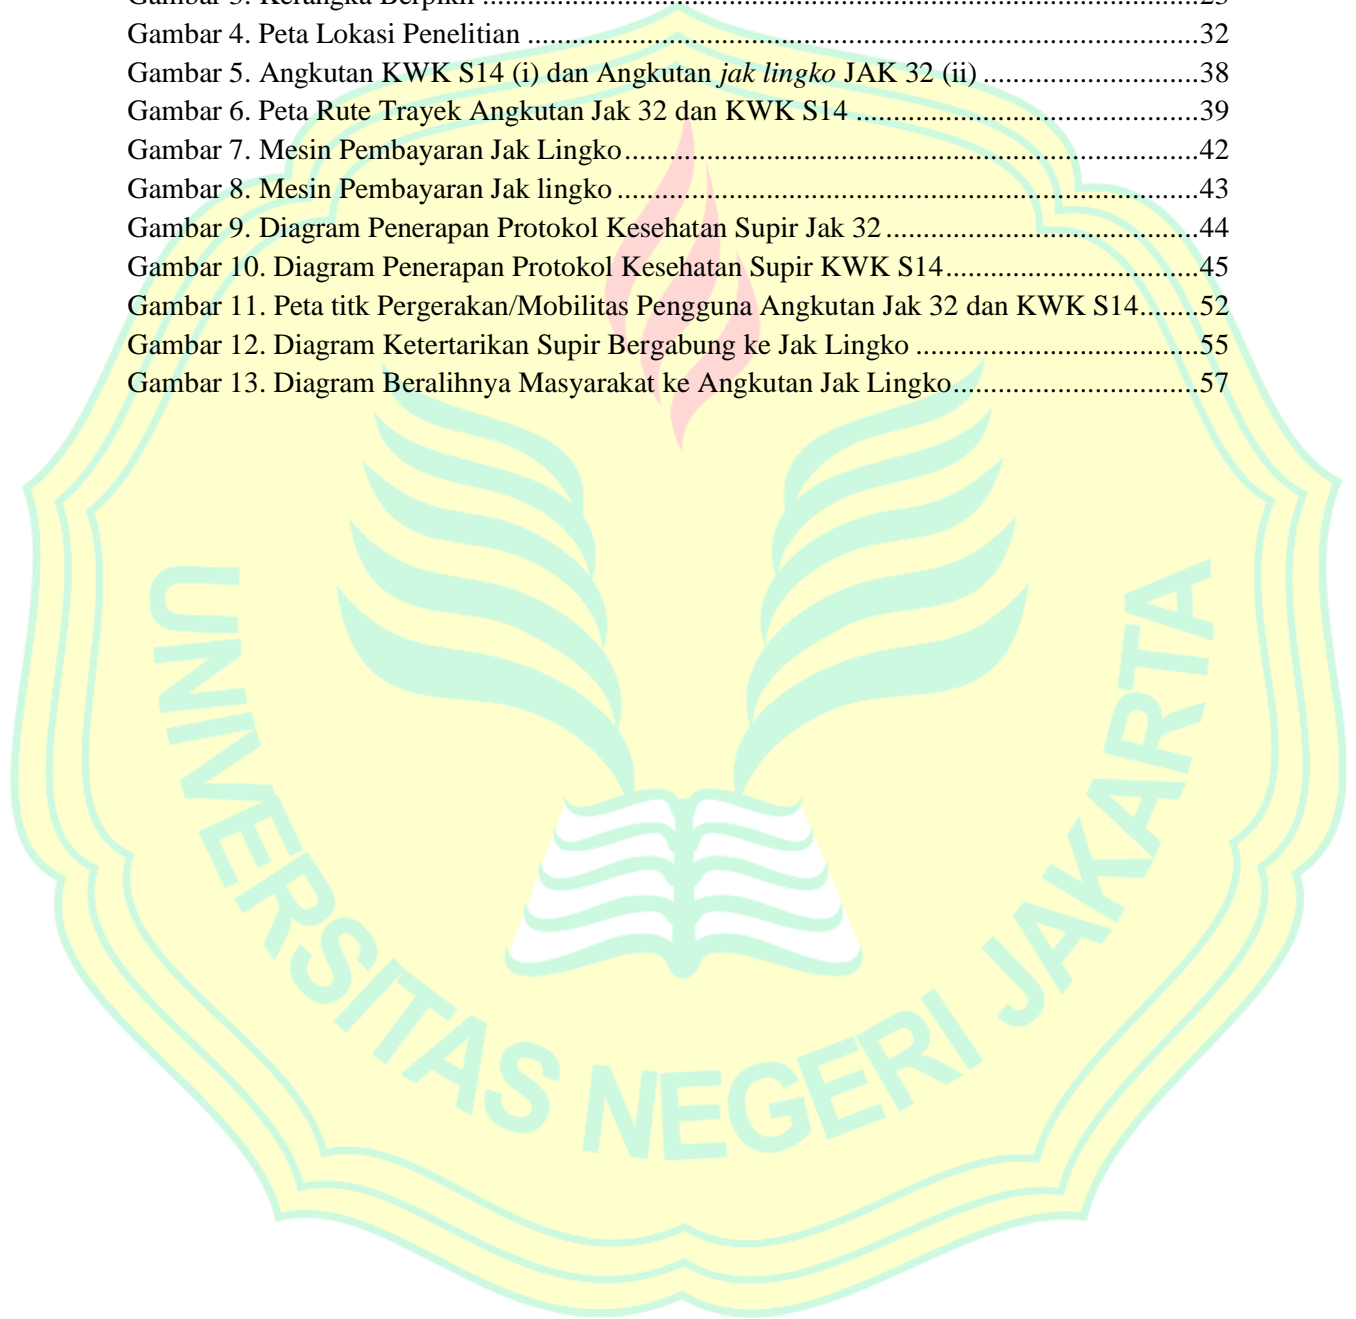 Gambar 3. Kerangka Berpikir ........................................................................................... 23
Gambar 4. Peta Lokasi Penelitian ..................................................................................... 32
Gambar 5. Angkutan KWK S14 (i) dan Angkutan jak lingko JAK 32 (ii) ............................. 38
Gambar 6. Peta Rute Trayek Angkutan Jak 32 dan KWK S14 ............................................. 39
Gambar 7. Mesin Pembayaran Jak Lingko ......................................................................... 42
Gambar 8. Mesin Pembayaran Jak lingko .......................................................................... 43
Gambar 9. Diagram Penerapan Protokol Kesehatan Supir Jak 32 ........................................ 44
Gambar 10. Diagram Penerapan Protokol Kesehatan Supir KWK S14 ................................. 45
Gambar 11. Peta titk Pergerakan/Mobilitas Pengguna Angkutan Jak 32 dan KWK S14 ........ 52
Gambar 12. Diagram Ketertarikan Supir Bergabung ke Jak Lingko ..................................... 55
Gambar 13. Diagram Beralihnya Masyarakat ke Angkutan Jak Lingko ................................ 57
UNIVERSITAS NEGERI JAKARTA